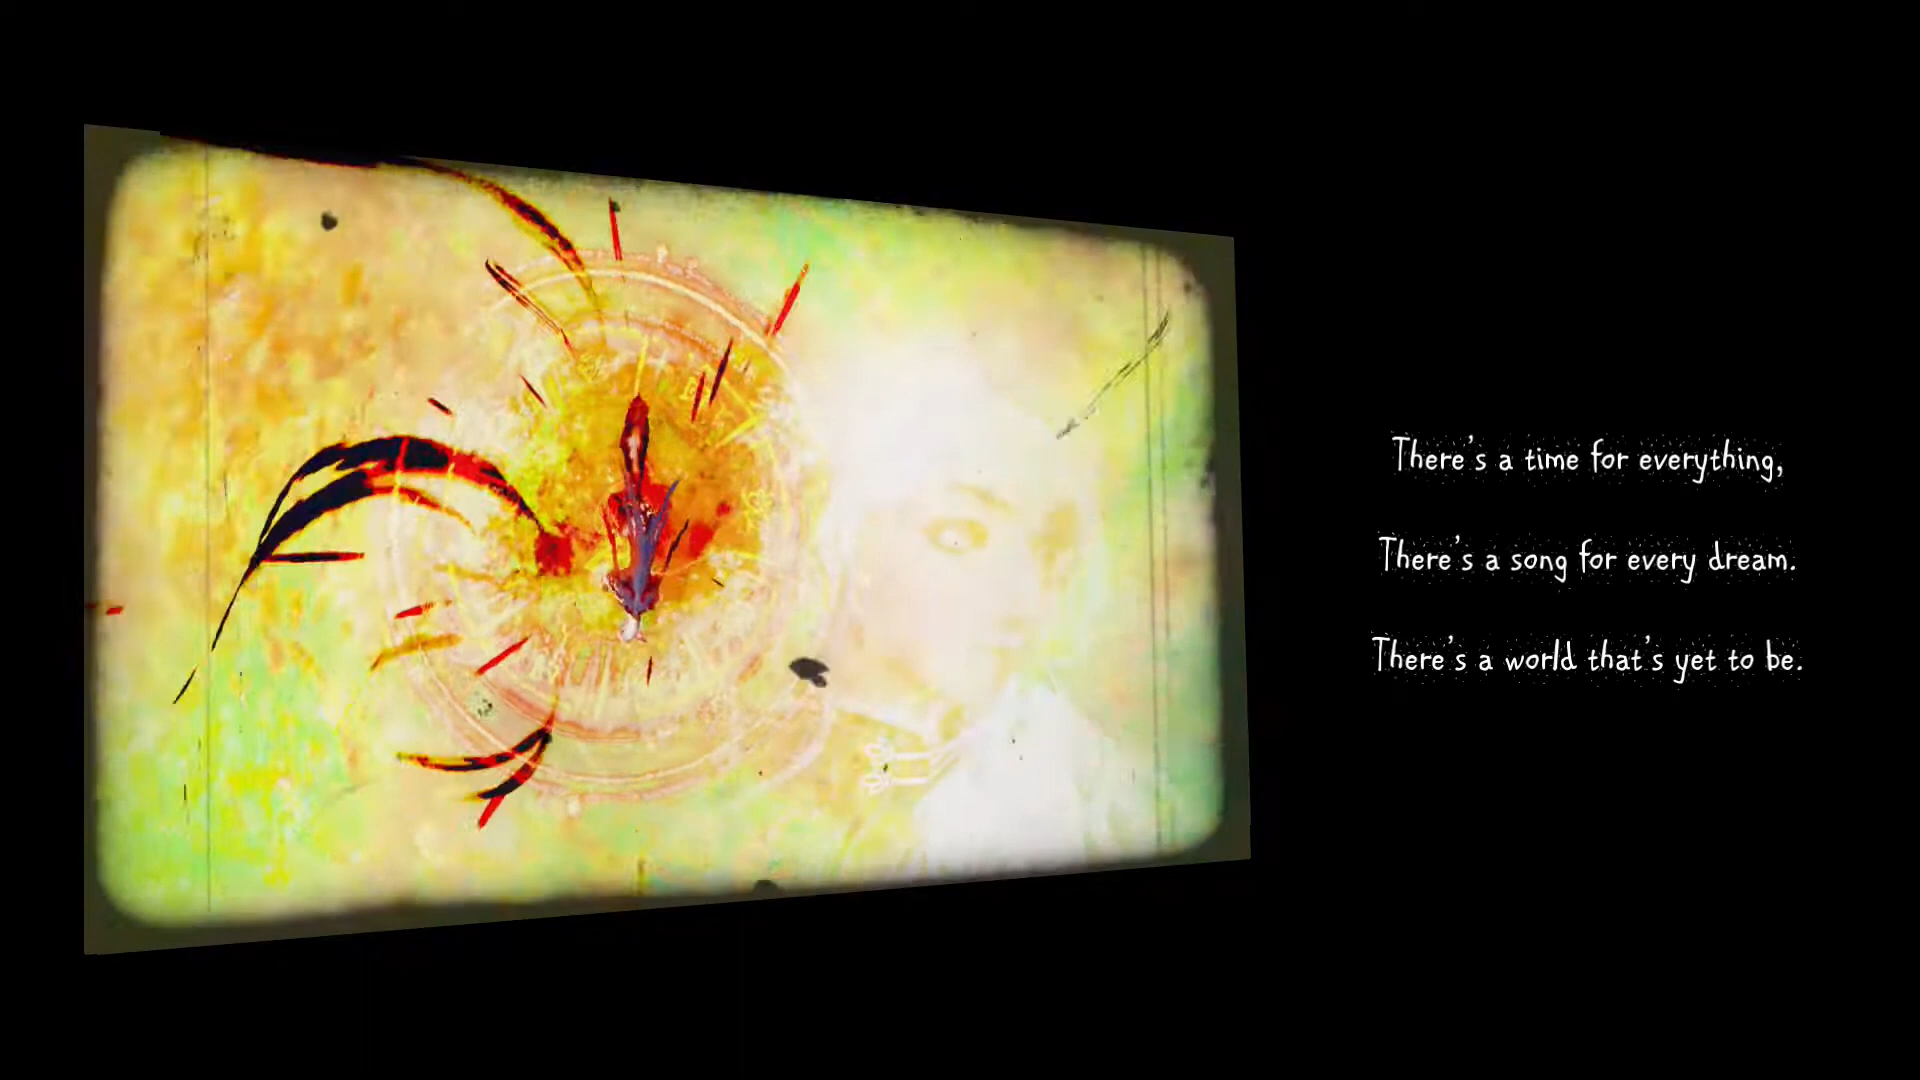 There's a time for everything,
There's a song for every dream.
There's a world that's yet to be.